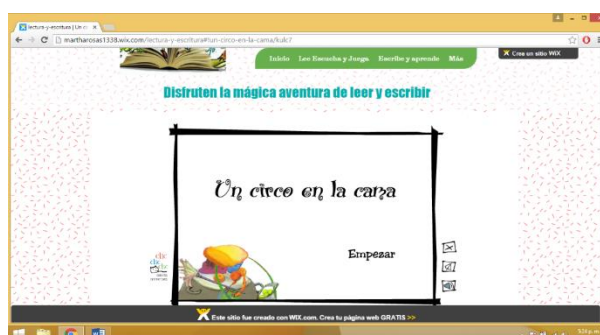 lectura-y-escritura | Un ci
martharosas1338.wix.com/lectura-y-escritura#!un-circo-en-la-cama/kulc7
Inicio Lee Escucha y Juega Escribe y aprende Más
Crea un sitio WiX
Disfruten la mágica aventura de leer y escribir
Un circo en la cama
Empezar
Este sitio fue creado con WIX.com. Crea tu página web GRATIS >>